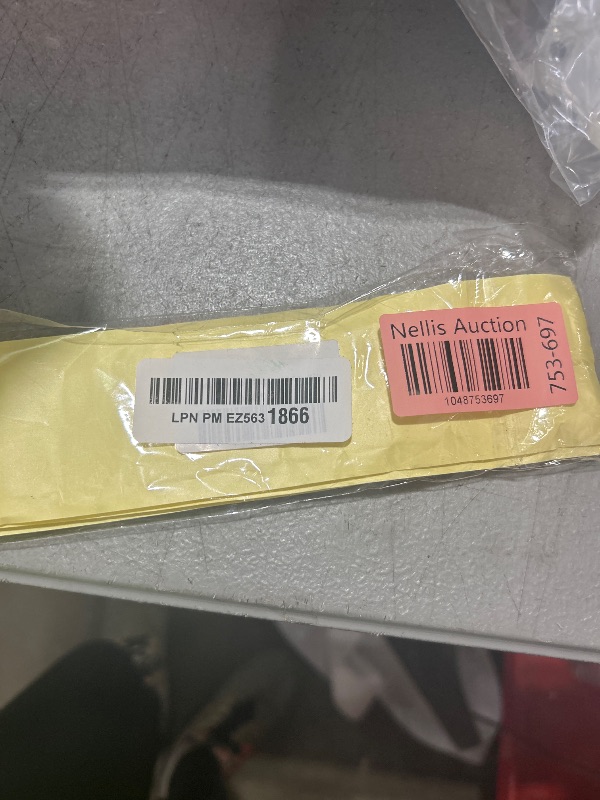 Nellis Auction
1048753697
753-697
LPN PM EZ563 1866